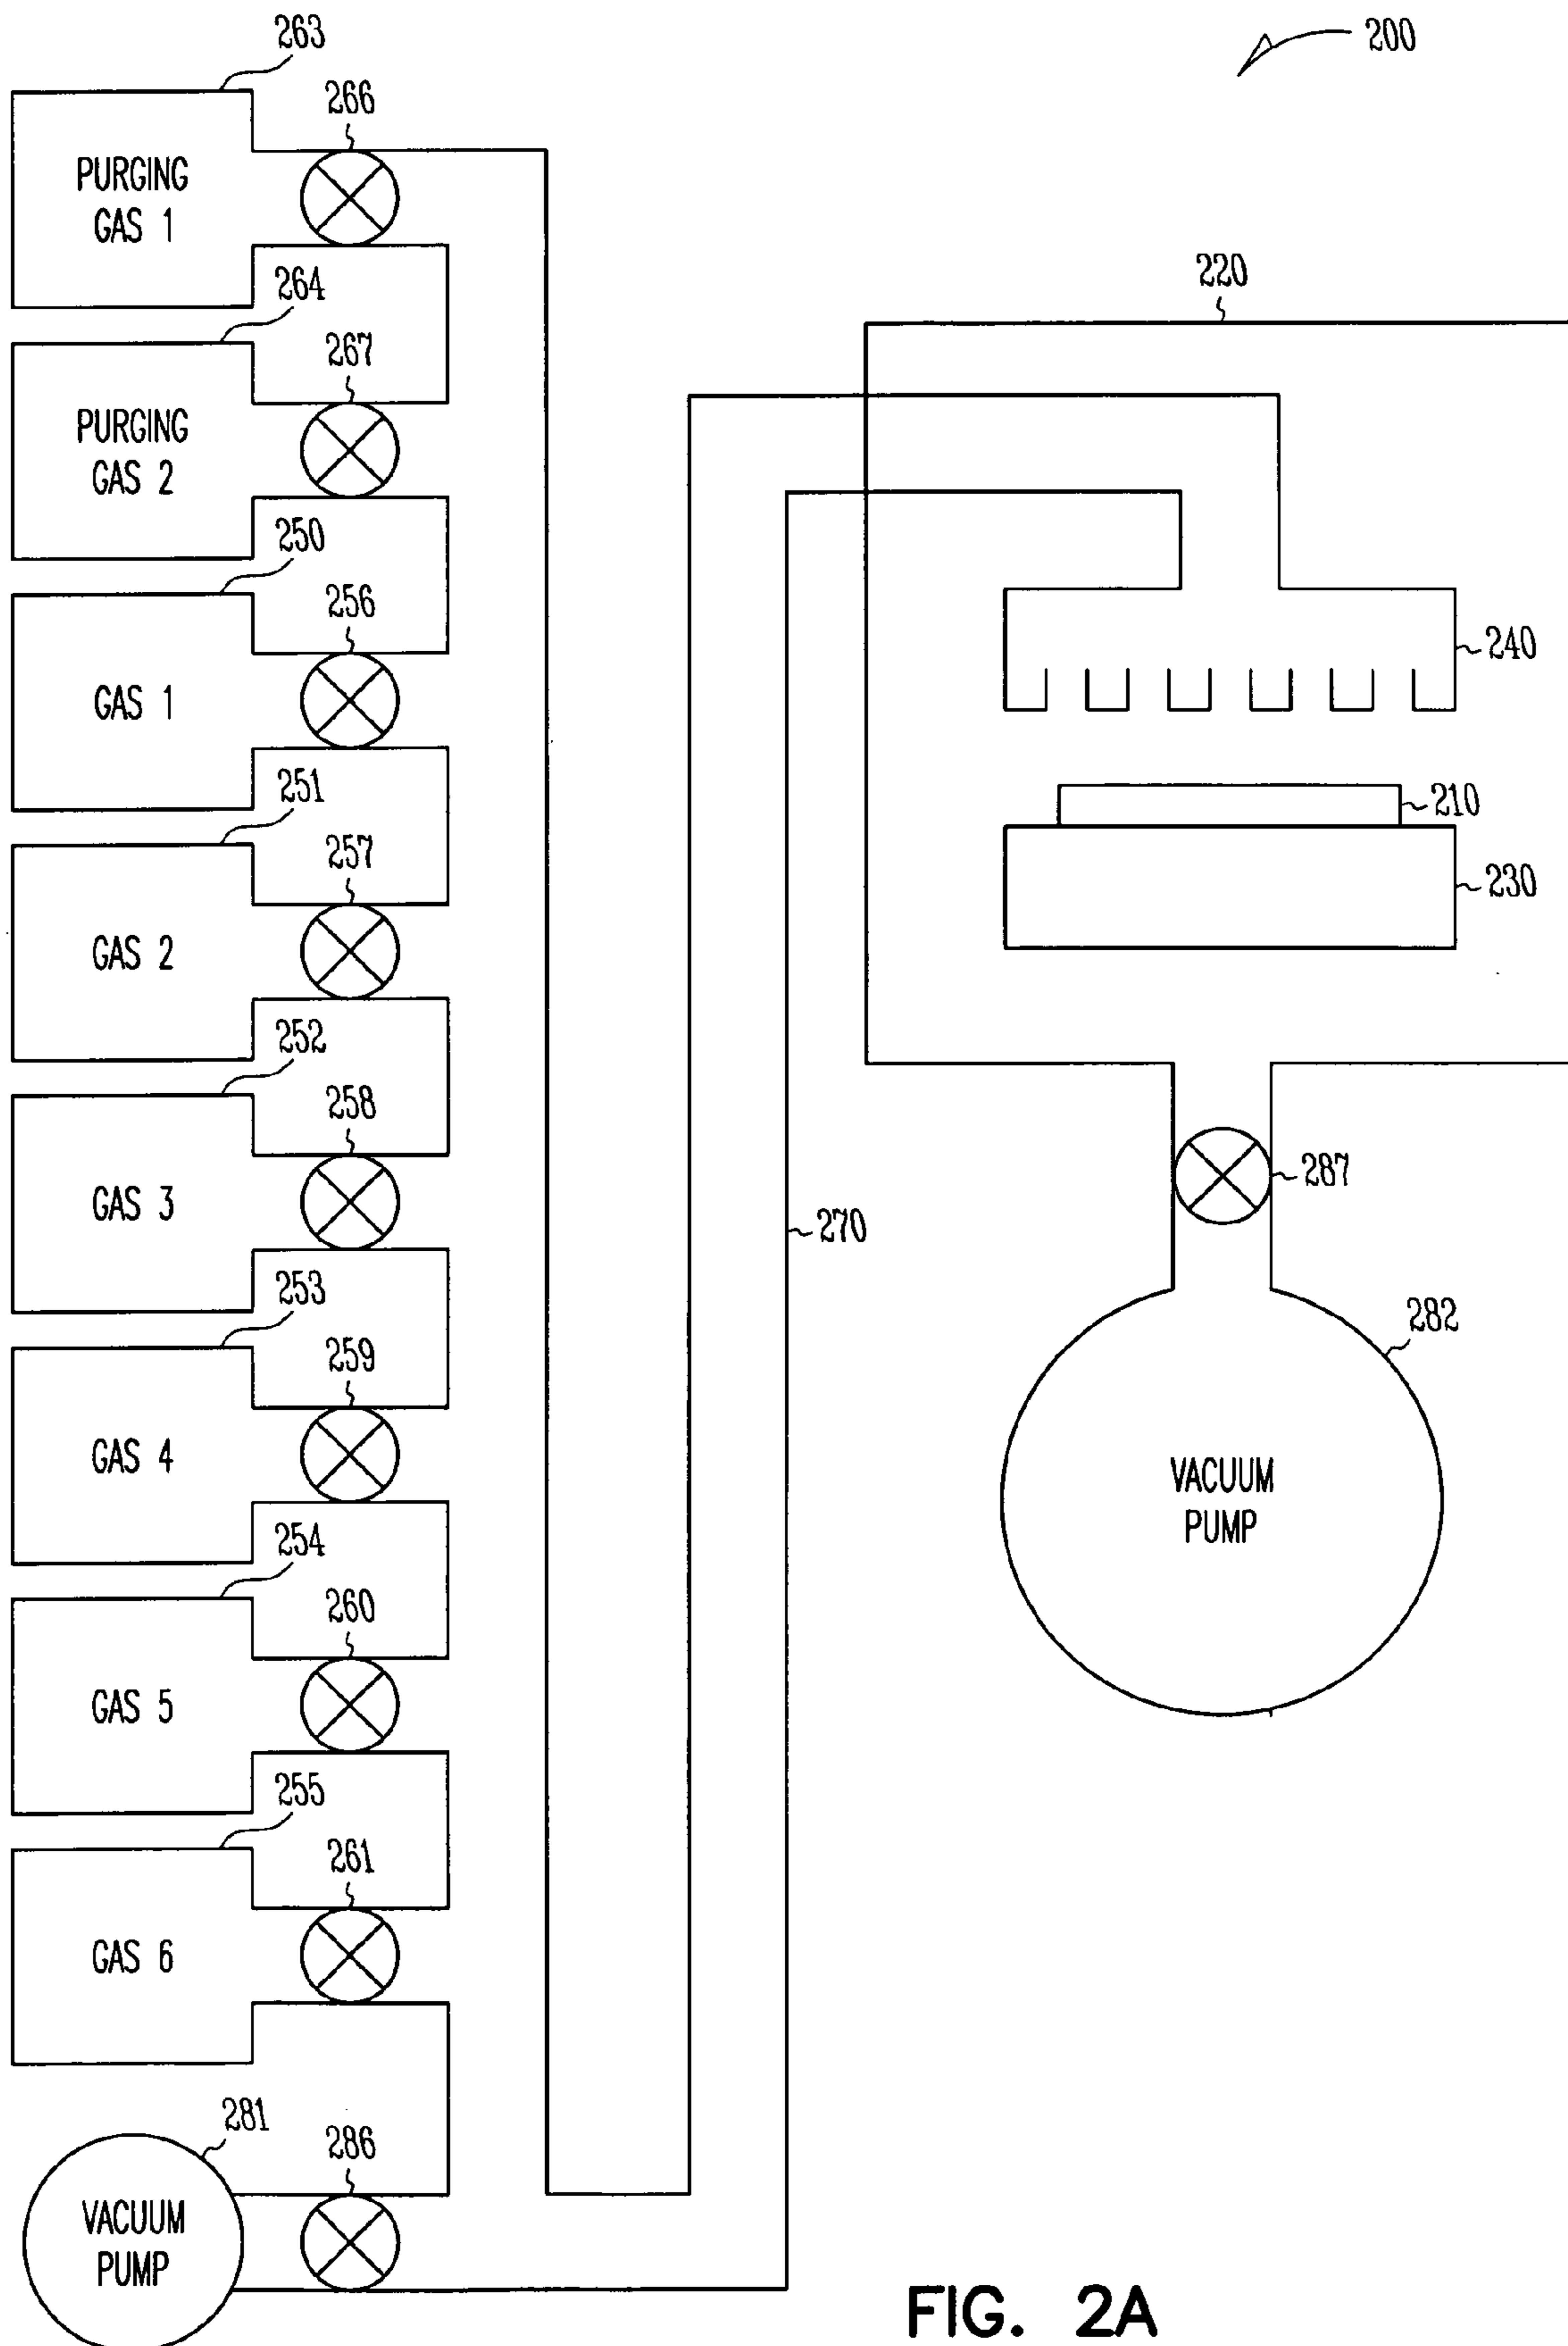 200
263
266
PURGING
GAS 1
264
267
PURGING
GAS 2
250
256
GAS 1
251
257
GAS 2
252
258
GAS 3
253
259
GAS 4
254
260
GAS 5
255
261
GAS 6
281
286
VACUUM
PUMP
270
220
240
210
230
287
282
VACUUM
PUMP
FIG. 2A